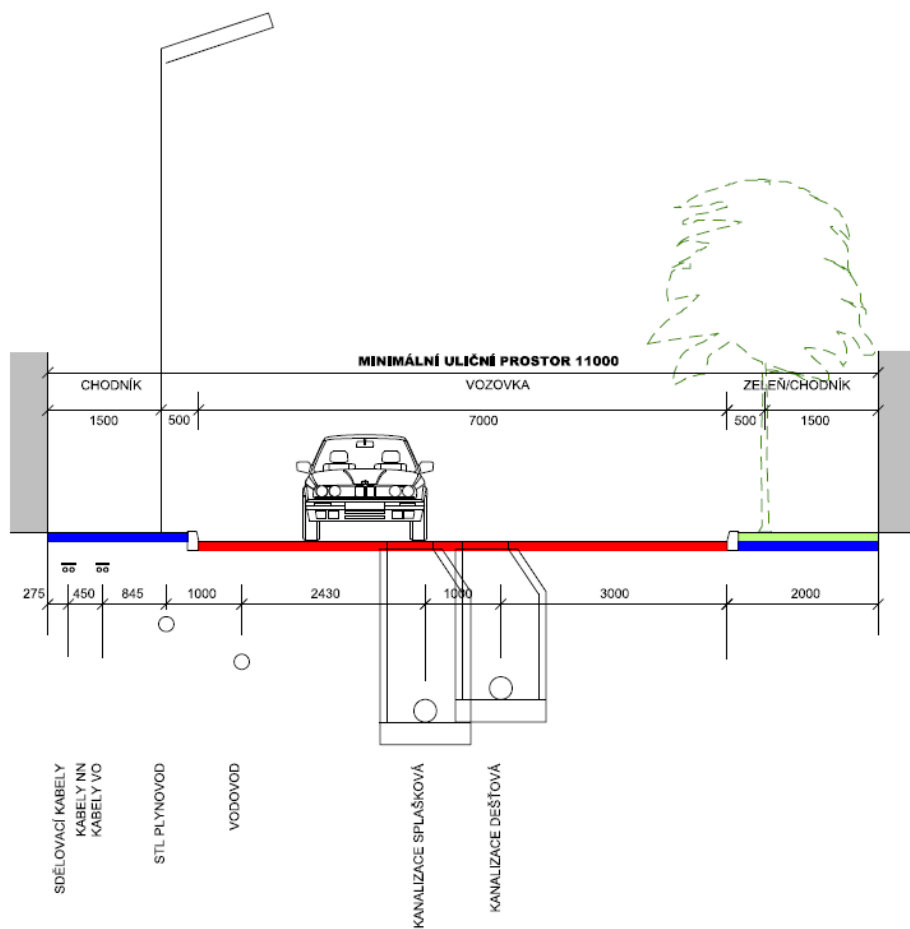 MINIMÁLNÍ ULIČNÍ PROSTOR 11000
CHODNÍK VOZOVKA ZELEŇ/CHODNÍK
1500 500 7000 500 1500
275 450 845 1000 2430 1000 3000 2000
SDĚLOVACÍ KABELY
KABELY NN
KABELY VO
STL PLYNOVOD
VODOVOD
KANALIZACE SPLAŠKOVÁ
KANALIZACE DEŠŤOVÁ